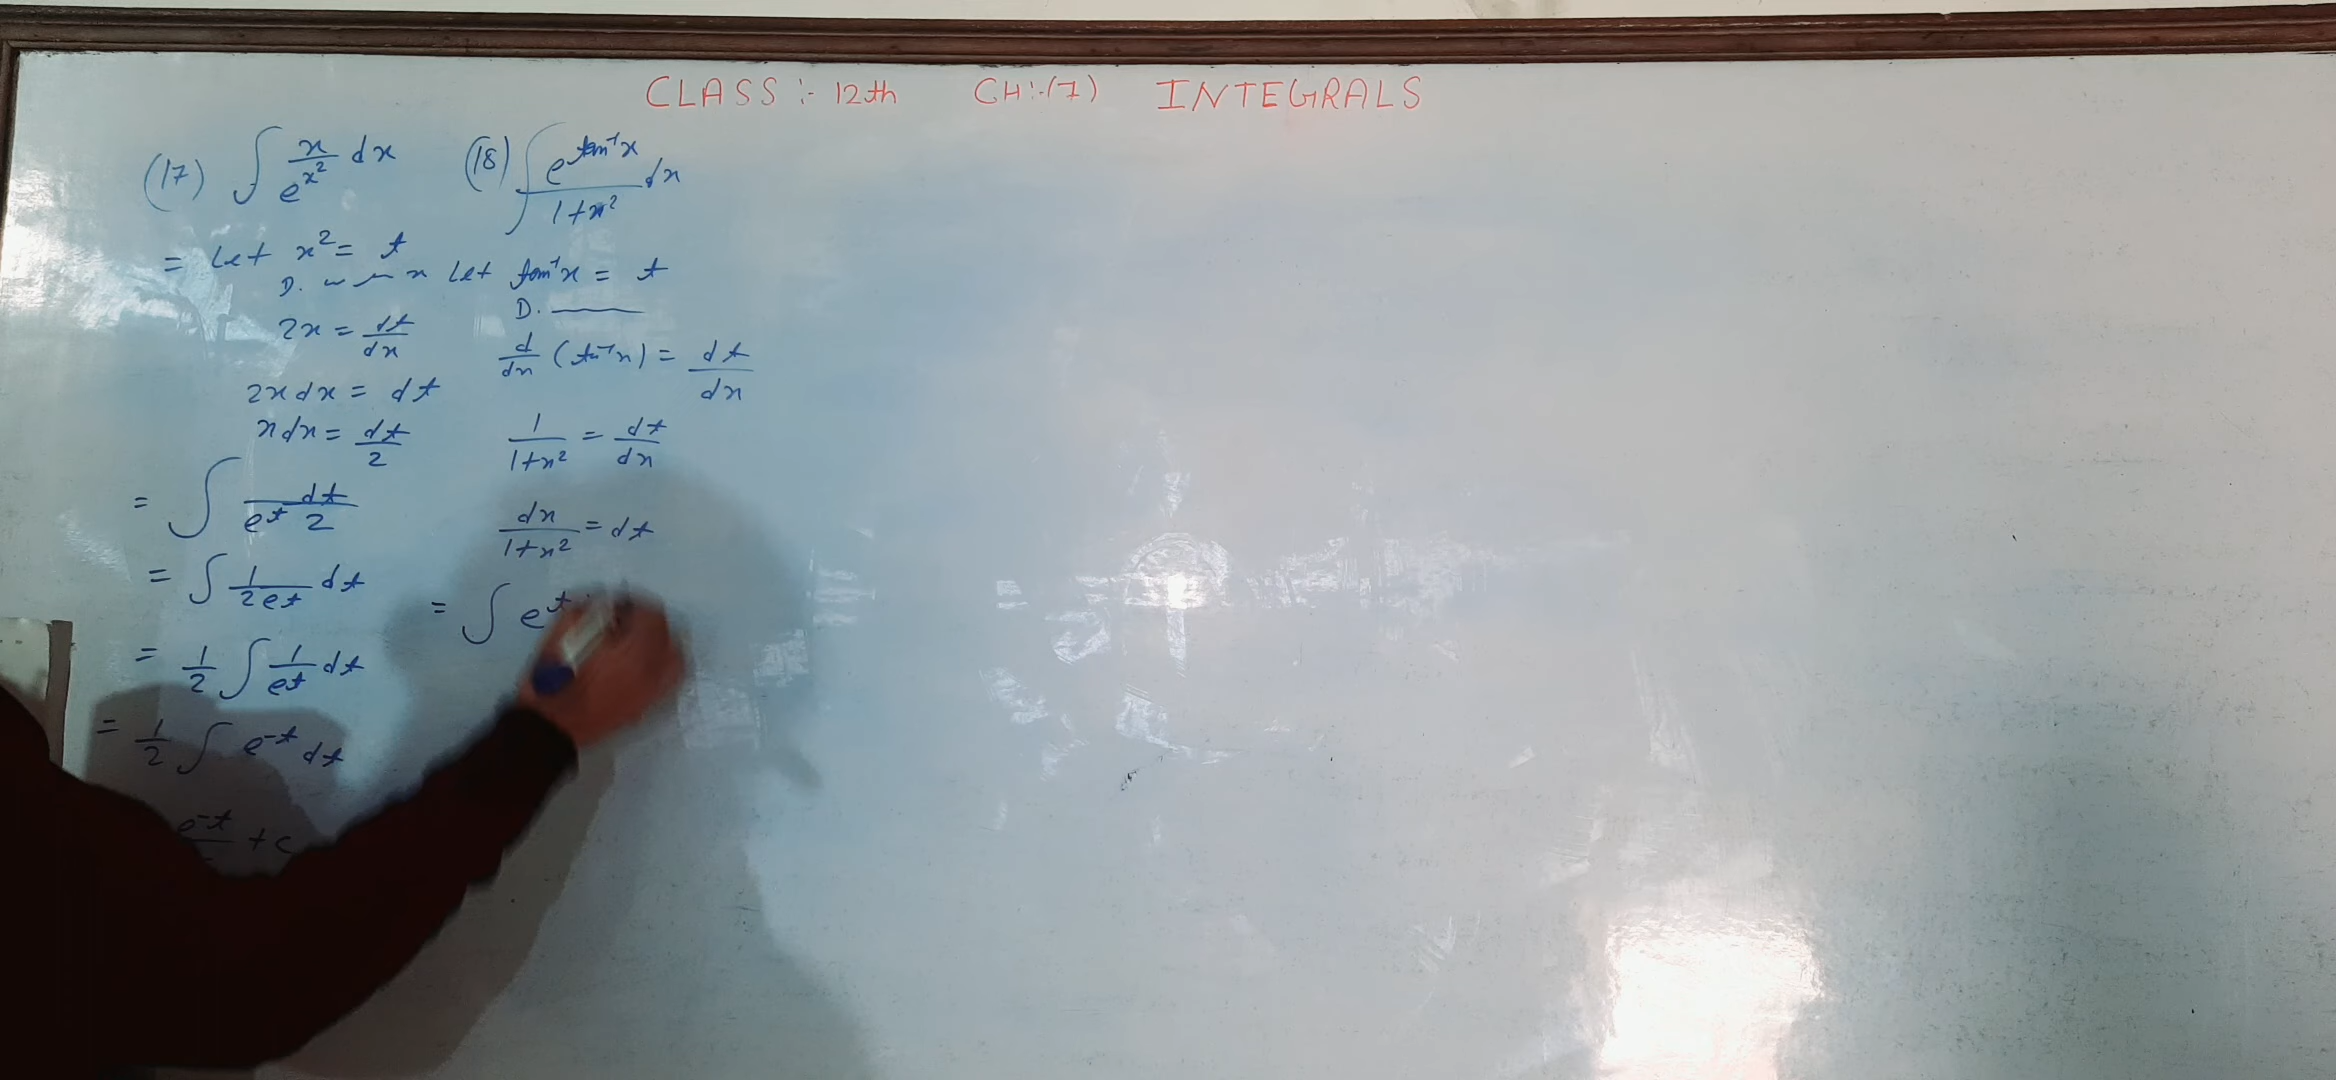 CLASS :- 12th CH:-(7) INTEGRALS
(17) ∫ x/e^x² dx
= Let x² = t
D. x
2x = dt/dx
2x dx = dt
x dx = dt/2
= ∫ dt/(e^t 2)
= ∫ 1/(2e^t) dt
= 1/2 ∫ 1/e^t dt
= 1/2 ∫ e^-t dt
e^-t + c
(18) ∫ e^(tan⁻¹x)/(1+x²) dx
Let tan⁻¹x = t
D.
d/dx (tan⁻¹x) = dt/dx
1/(1+x²) = dt/dx
dx/(1+x²) = dt
= ∫ e^t